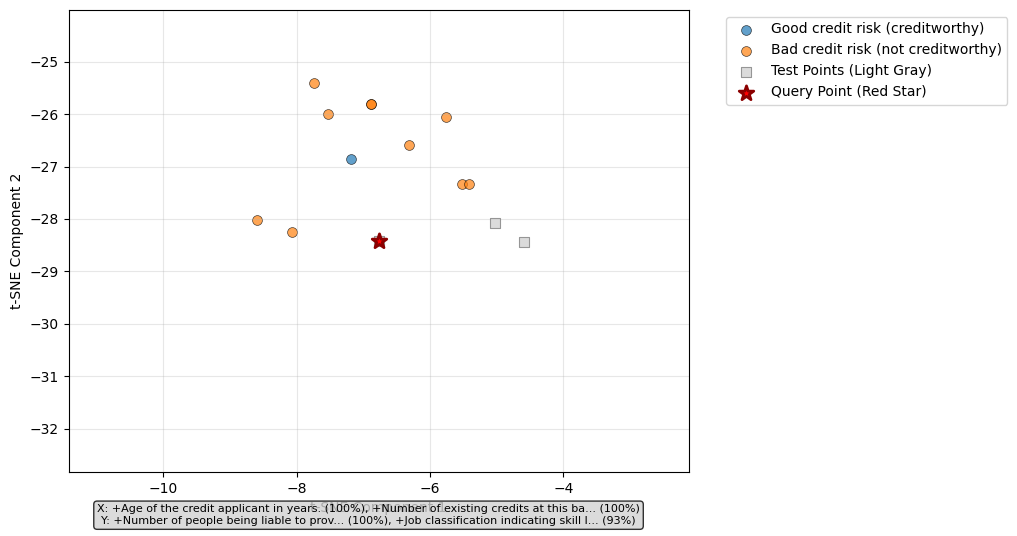 Good credit risk (creditworthy)
Bad credit risk (not creditworthy)
Test Points (Light Gray)
Query Point (Red Star)
t-SNE Component 2
−25
−26
−27
−28
−29
−30
−31
−32
−10
−8
−6
−4
X: +Age of the credit applicant in years. (100%), +Number of existing credits at this ba... (100%)
Y: +Number of people being liable to prov... (100%), +Job classification indicating skill l... (93%)